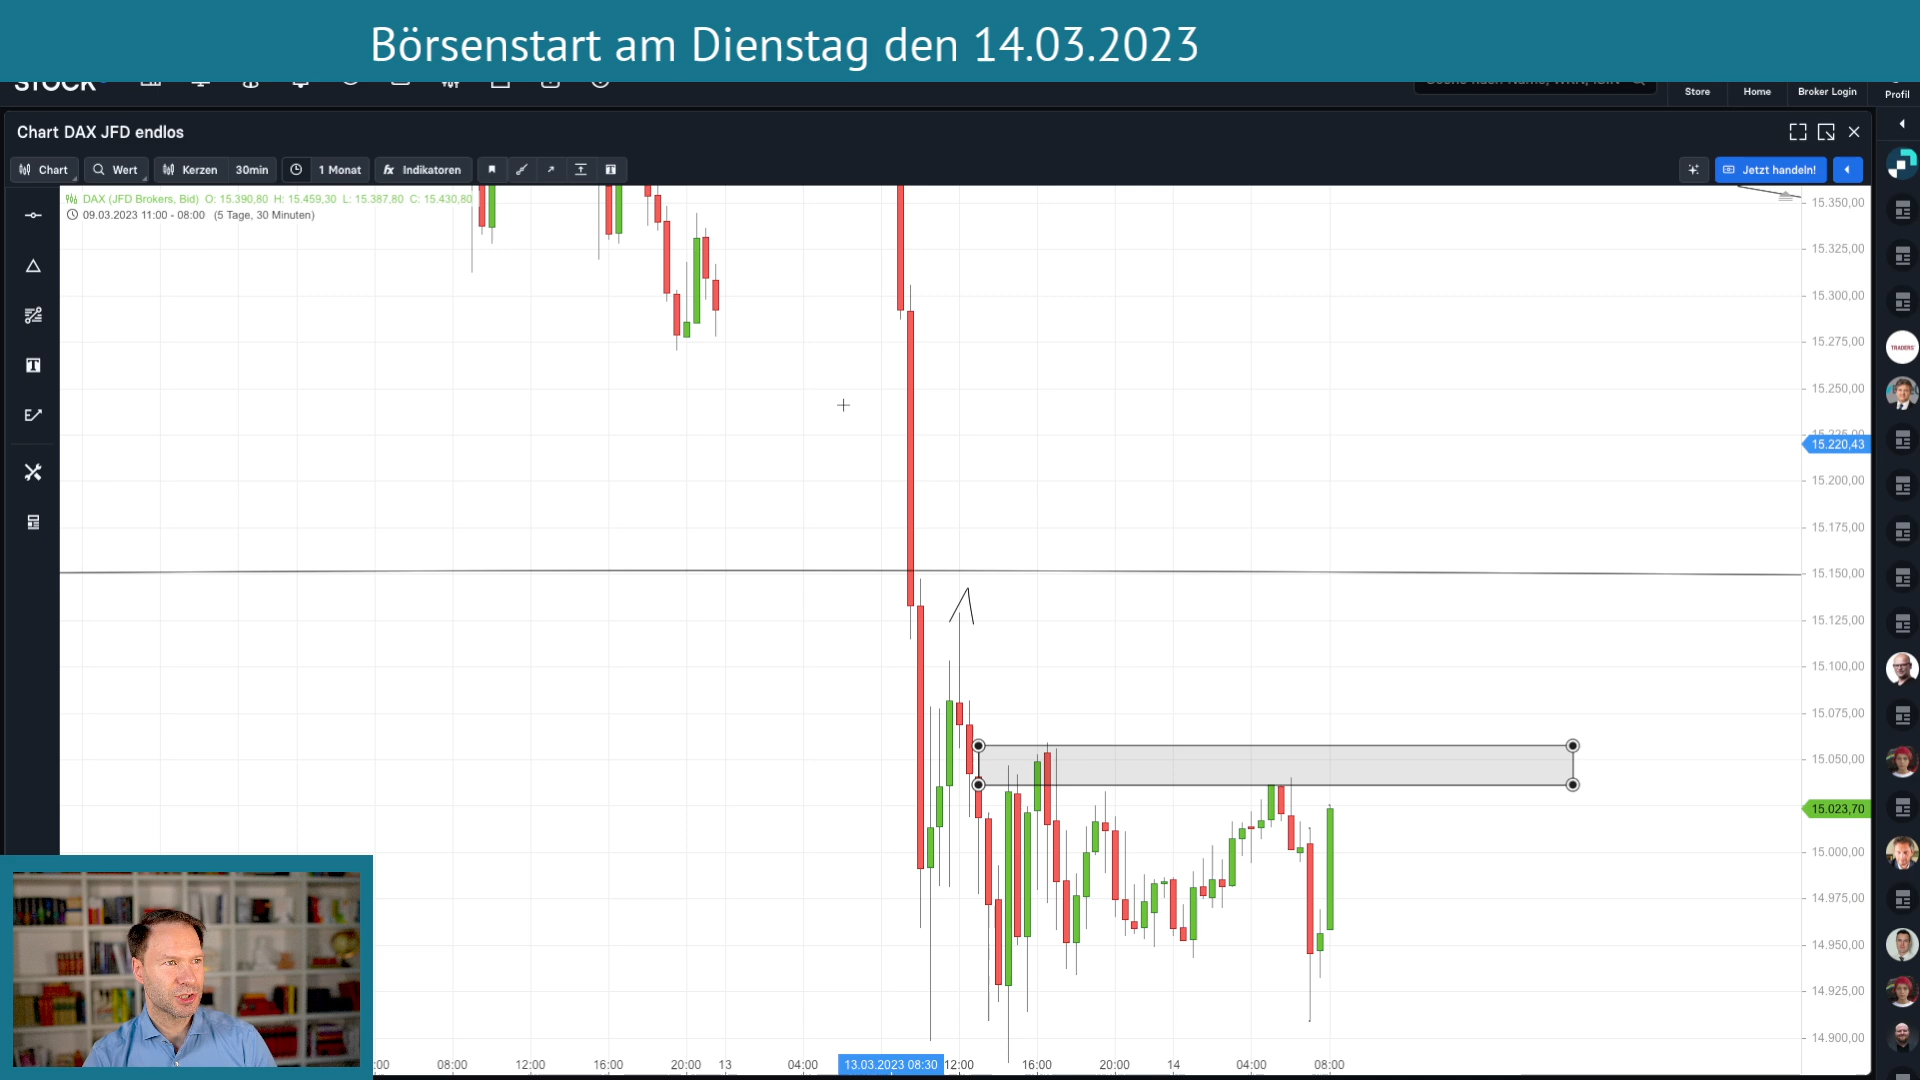 Börsenstart am Dienstag den 14.03.2023
STOCK
Store
Home
Broker Login
Profil
Chart DAX JFD endlos
Chart
Wert
Kerzen
30min
1 Monat
fx Indikatoren
Jetzt handeln!
DAX (JFD Brokers, Bid) O: 15.390,80 H: 15.459,30 L: 15.387,80 C: 15.430,80
09.03.2023 11:00 - 08:00 (5 Tage, 30 Minuten)
15.350,00
15.325,00
15.300,00
15.275,00
15.250,00
15.225,00
15.220,43
15.200,00
15.175,00
15.150,00
15.125,00
15.100,00
15.075,00
15.050,00
15.023,70
15.000,00
14.975,00
14.950,00
14.925,00
14.900,00
TRADERS'
:00
08:00
12:00
16:00
20:00
13
04:00
13.03.2023 08:30
12:00
16:00
20:00
14
04:00
08:00